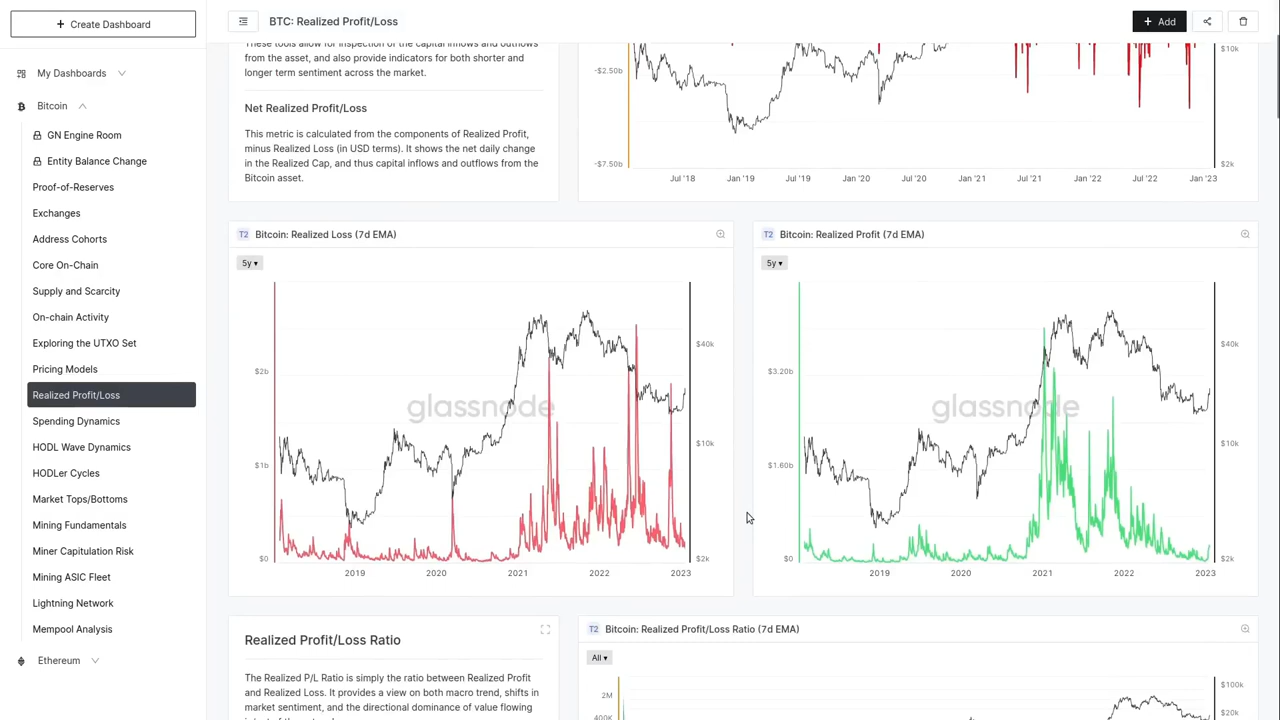 Create Dashboard
My Dashboards
Bitcoin
GN Engine Room
Entity Balance Change
Proof-of-Reserves
Exchanges
Address Cohorts
Core On-Chain
Supply and Scarcity
On-chain Activity
Exploring the UTXO Set
Pricing Models
Realized Profit/Loss
Spending Dynamics
HODL Wave Dynamics
HODLer Cycles
Market Tops/Bottoms
Mining Fundamentals
Miner Capitulation Risk
Mining ASIC Fleet
Lightning Network
Mempool Analysis
Ethereum
BTC: Realized Profit/Loss
Add
These tools allow for inspection of the capital inflows and outflows
from the asset, and also provide indicators for both shorter and
longer term sentiment across the market.
Net Realized Profit/Loss
This metric is calculated from the components of Realized Profit,
minus Realized Loss (in USD terms). It shows the net daily change
in the Realized Cap, and thus capital inflows and outflows from the
Bitcoin asset.
$10k
-$2.50
-$7.50
$2k
Jul '18 Jan '19 Jul '19 Jan '20 Jul '20 Jan '21 Jul '21 Jan '22 Jul '22 Jan '23
T2 Bitcoin: Realized Loss (7d EMA)
5y
$40k
$2b
glassnode
$10k
$1b
$0
$2k
2019 2020 2021 2022 2023
T2 Bitcoin: Realized Profit (7d EMA)
5y
$40k
$3.20b
glassnode
$10k
$1.60b
$0
$2k
2019 2020 2021 2022 2023
Realized Profit/Loss Ratio
The Realized P/L Ratio is simply the ratio between Realized Profit
and Realized Loss. It provides a view on both macro trend, shifts in
market sentiment, and the directional dominance of value flowing
T2 Bitcoin: Realized Profit/Loss Ratio (7d EMA)
All
$100k
2M
$20k
400K